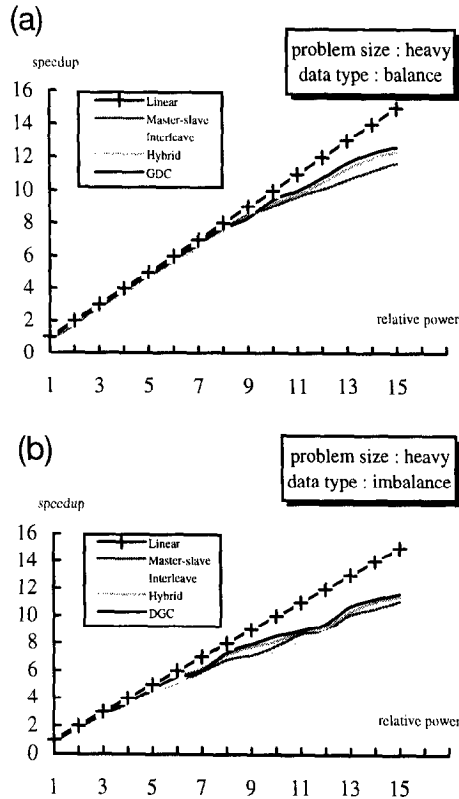 (a)
problem size : heavy
data type : balance
speedup
16
14
12
10
8
6
4
2
0
Linear
Master-slave
Interleave
Hybrid
GDC
relative power
1 3 5 7 9 11 13 15
(b)
problem size : heavy
data type : imbalance
speedup
16
14
12
10
8
6
4
2
0
Linear
Master-slave
Interleave
Hybrid
DGC
relative power
1 3 5 7 9 11 13 15